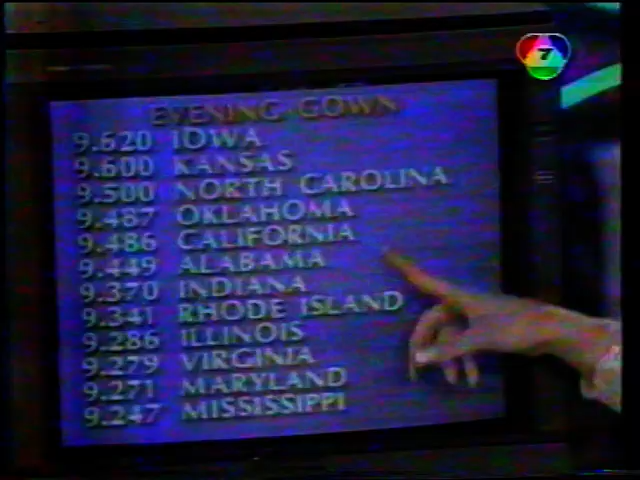 7
EVENING GOWN
9.620 IOWA
9.600 KANSAS
9.500 NORTH CAROLINA
9.487 OKLAHOMA
9.486 CALIFORNIA
9.449 ALABAMA
9.370 INDIANA
9.341 RHODE ISLAND
9.286 ILLINOIS
9.279 VIRGINIA
9.271 MARYLAND
9.247 MISSISSIPPI